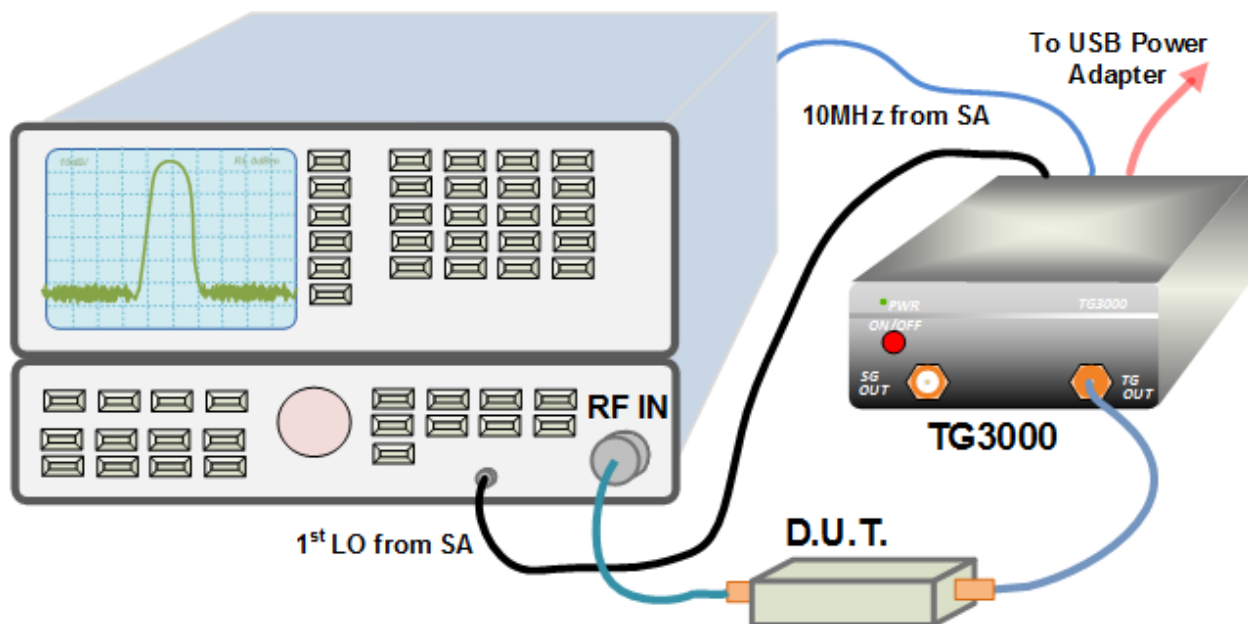 To USB Power
Adapter
10MHz from SA
10dB/
PWR
TG3000
ON/OFF
SG
OUT
TG
OUT
TG3000
RF IN
1st LO from SA
D.U.T.